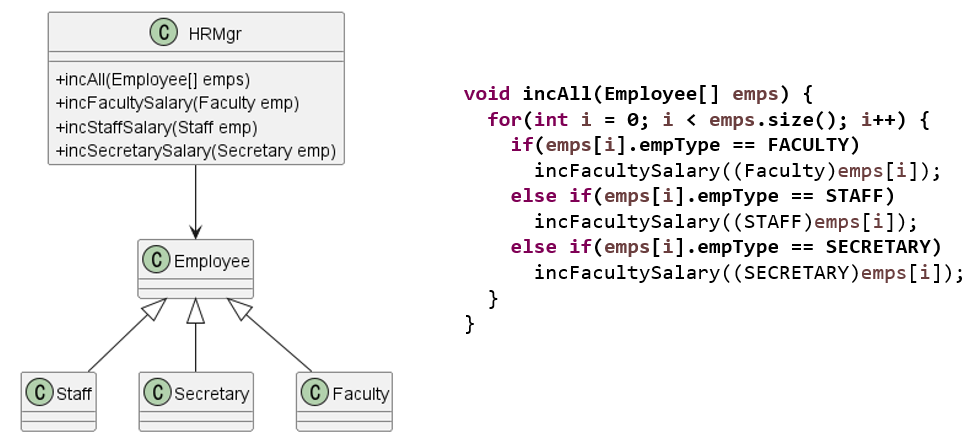 C HRMgr
+incAll(Employee[] emps)
+incFacultySalary(Faculty emp)
+incStaffSalary(Staff emp)
+incSecretarySalary(Secretary emp)
C Employee
C Staff
C Secretary
C Faculty
void incAll(Employee[] emps) {
for(int i = 0; i < emps.size(); i++) {
if(emps[i].empType == FACULTY)
incFacultySalary((Faculty)emps[i]);
else if(emps[i].empType == STAFF)
incFacultySalary((STAFF)emps[i]);
else if(emps[i].empType == SECRETARY)
incFacultySalary((SECRETARY)emps[i]);
}
}